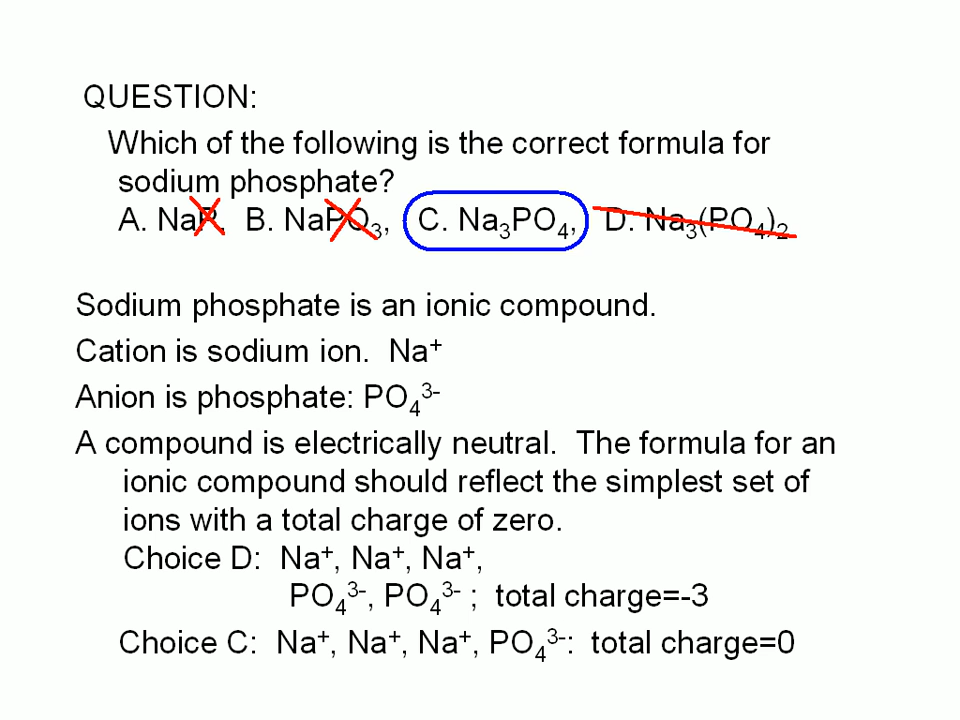 QUESTION:
Which of the following is the correct formula for
sodium phosphate?
A. NaP, B. NaPO₃, C. Na₃PO₄, D. Na₃(PO₄)₂
Sodium phosphate is an ionic compound.
Cation is sodium ion. Na⁺
Anion is phosphate: PO₄³⁻
A compound is electrically neutral. The formula for an
ionic compound should reflect the simplest set of
ions with a total charge of zero.
Choice D: Na⁺, Na⁺, Na⁺,
PO₄³⁻, PO₄³⁻ ; total charge=-3
Choice C: Na⁺, Na⁺, Na⁺, PO₄³⁻: total charge=0